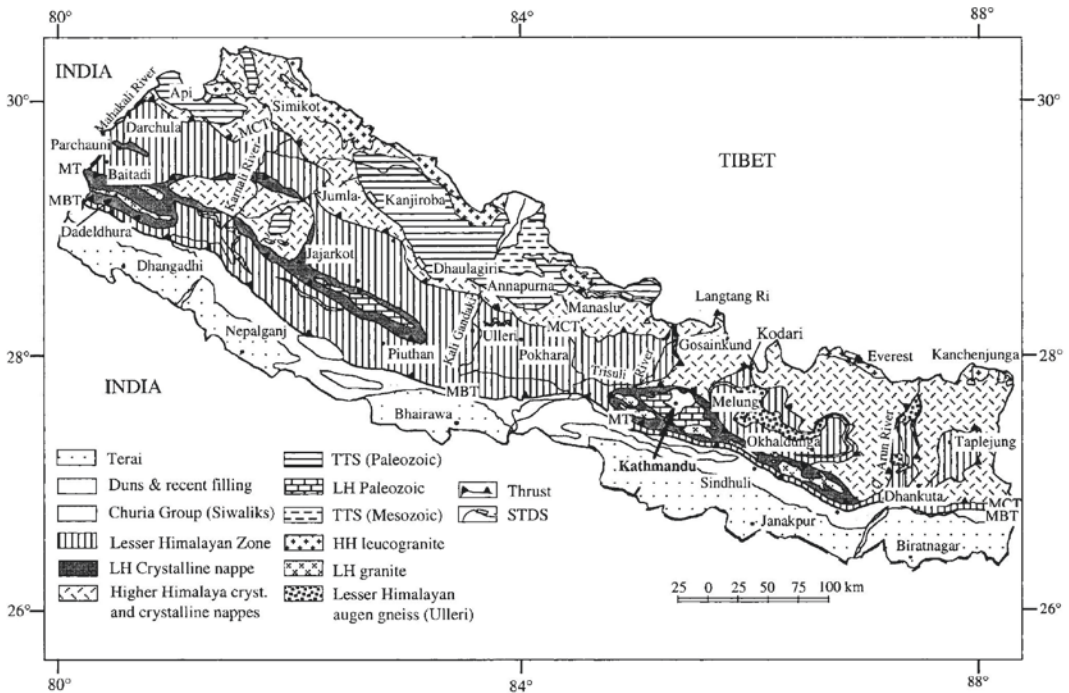 80°
84°
88°
INDIA
30°
30°
Mahakali River
Api
Simikot
Darchula
MCT
Parchauni
TIBET
MT
Baitadi
Karnali River
MBT
Jumla
Kanjiroba
Dadeldhura
Dhangadhi
Jajarkot
Dhaulagiri
Annapurna
Langtang Ri
Manaslu
Nepalganj
Kali Gandaki
MCT
Gosainkund
Kodari
Ulleri
28°
Piuthan
Pokhara
Everest
Kanchenjunga
28°
Trisuli River
INDIA
MBT
Melung
Bhairawa
MT
Okhaldunga
Arun River
Taplejung
Kathmandu
Sindhuli
Dhankuta
MCT
MBT
Janakpur
Biratnagar
Terai
Duns & recent filling
Churia Group (Siwaliks)
Lesser Himalayan Zone
LH Crystalline nappe
Higher Himalaya cryst.
and crystalline nappes
TTS (Paleozoic)
LH Paleozoic
TTS (Mesozoic)
HH leucogranite
LH granite
Lesser Himalayan
augen gneiss (Ulleri)
Thrust
STDS
25 0 25 50 75 100 km
26°
26°
80°
84°
88°